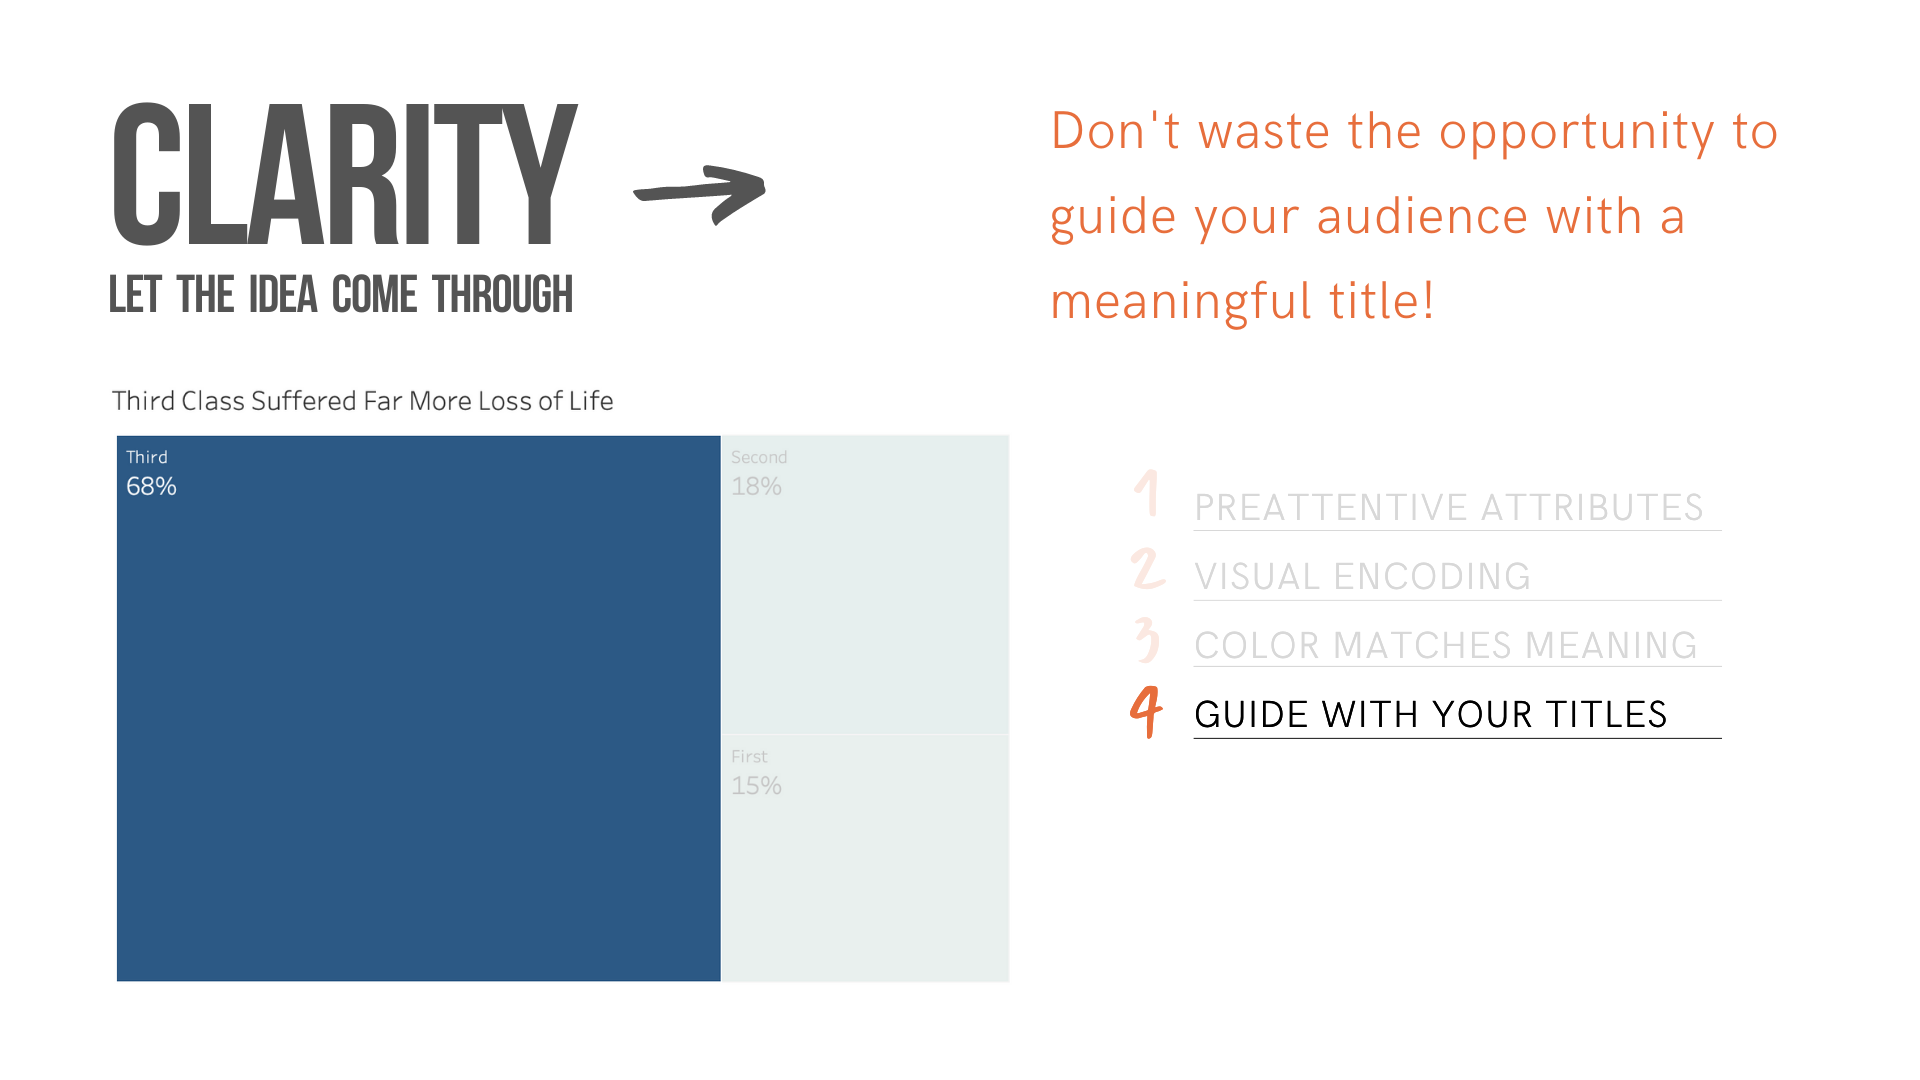 CLARITY
LET THE IDEA COME THROUGH
Don't waste the opportunity to
guide your audience with a
meaningful title!
Third Class Suffered Far More Loss of Life
Third
68%
Second
18%
First
15%
1 PREATTENTIVE ATTRIBUTES
2 VISUAL ENCODING
3 COLOR MATCHES MEANING
4 GUIDE WITH YOUR TITLES